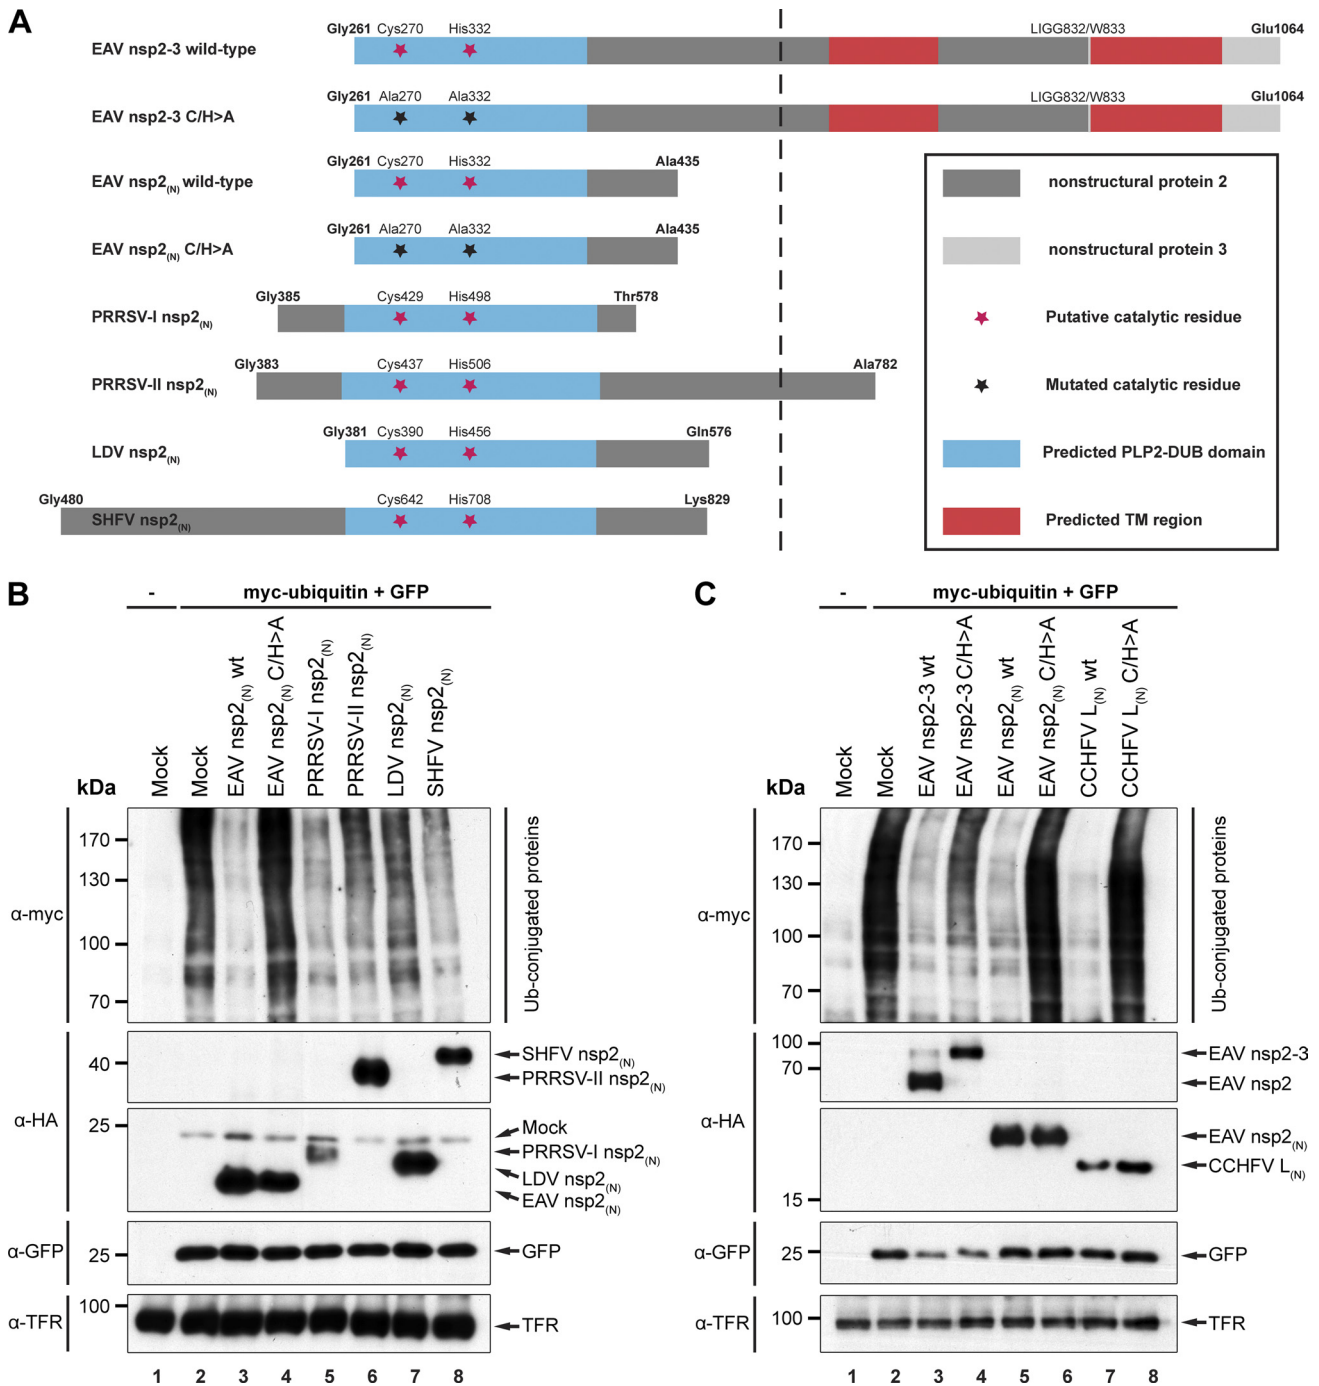 A
Gly261 Cys270 His332 LIGG832/W833 Glu1064
EAV nsp2-3 wild-type
Gly261 Ala270 Ala332 LIGG832/W833 Glu1064
EAV nsp2-3 C/H>A
Gly261 Cys270 His332 Ala435
EAV nsp2(N) wild-type
Gly261 Ala270 Ala332 Ala435
EAV nsp2(N) C/H>A
Gly385 Cys429 His498 Thr578
PRRSV-I nsp2(N)
Gly383 Cys437 His506 Ala782
PRRSV-II nsp2(N)
Gly381 Cys390 His456 Gln576
LDV nsp2(N)
Gly480 Cys642 His708 Lys829
SHFV nsp2(N)
nonstructural protein 2
nonstructural protein 3
Putative catalytic residue
Mutated catalytic residue
Predicted PLP2-DUB domain
Predicted TM region
B
- myc-ubiquitin + GFP
Mock
Mock
EAV nsp2(N) wt
EAV nsp2(N) C/H>A
PRRSV-I nsp2(N)
PRRSV-II nsp2(N)
LDV nsp2(N)
SHFV nsp2(N)
kDa
170
130
100
70
α-myc
Ub-conjugated proteins
40
SHFV nsp2(N)
PRRSV-II nsp2(N)
α-HA
25
Mock
PRRSV-I nsp2(N)
LDV nsp2(N)
EAV nsp2(N)
α-GFP 25 GFP
100
α-TFR TFR
1 2 3 4 5 6 7 8
C
- myc-ubiquitin + GFP
Mock
Mock
EAV nsp2-3 wt
EAV nsp2-3 C/H>A
EAV nsp2(N) wt
EAV nsp2(N) C/H>A
CCHFV L(N) wt
CCHFV L(N) C/H>A
kDa
170
130
100
70
α-myc
Ub-conjugated proteins
100
70
EAV nsp2-3
EAV nsp2
α-HA
EAV nsp2(N)
CCHFV L(N)
15
α-GFP 25 GFP
α-TFR 100 TFR
1 2 3 4 5 6 7 8